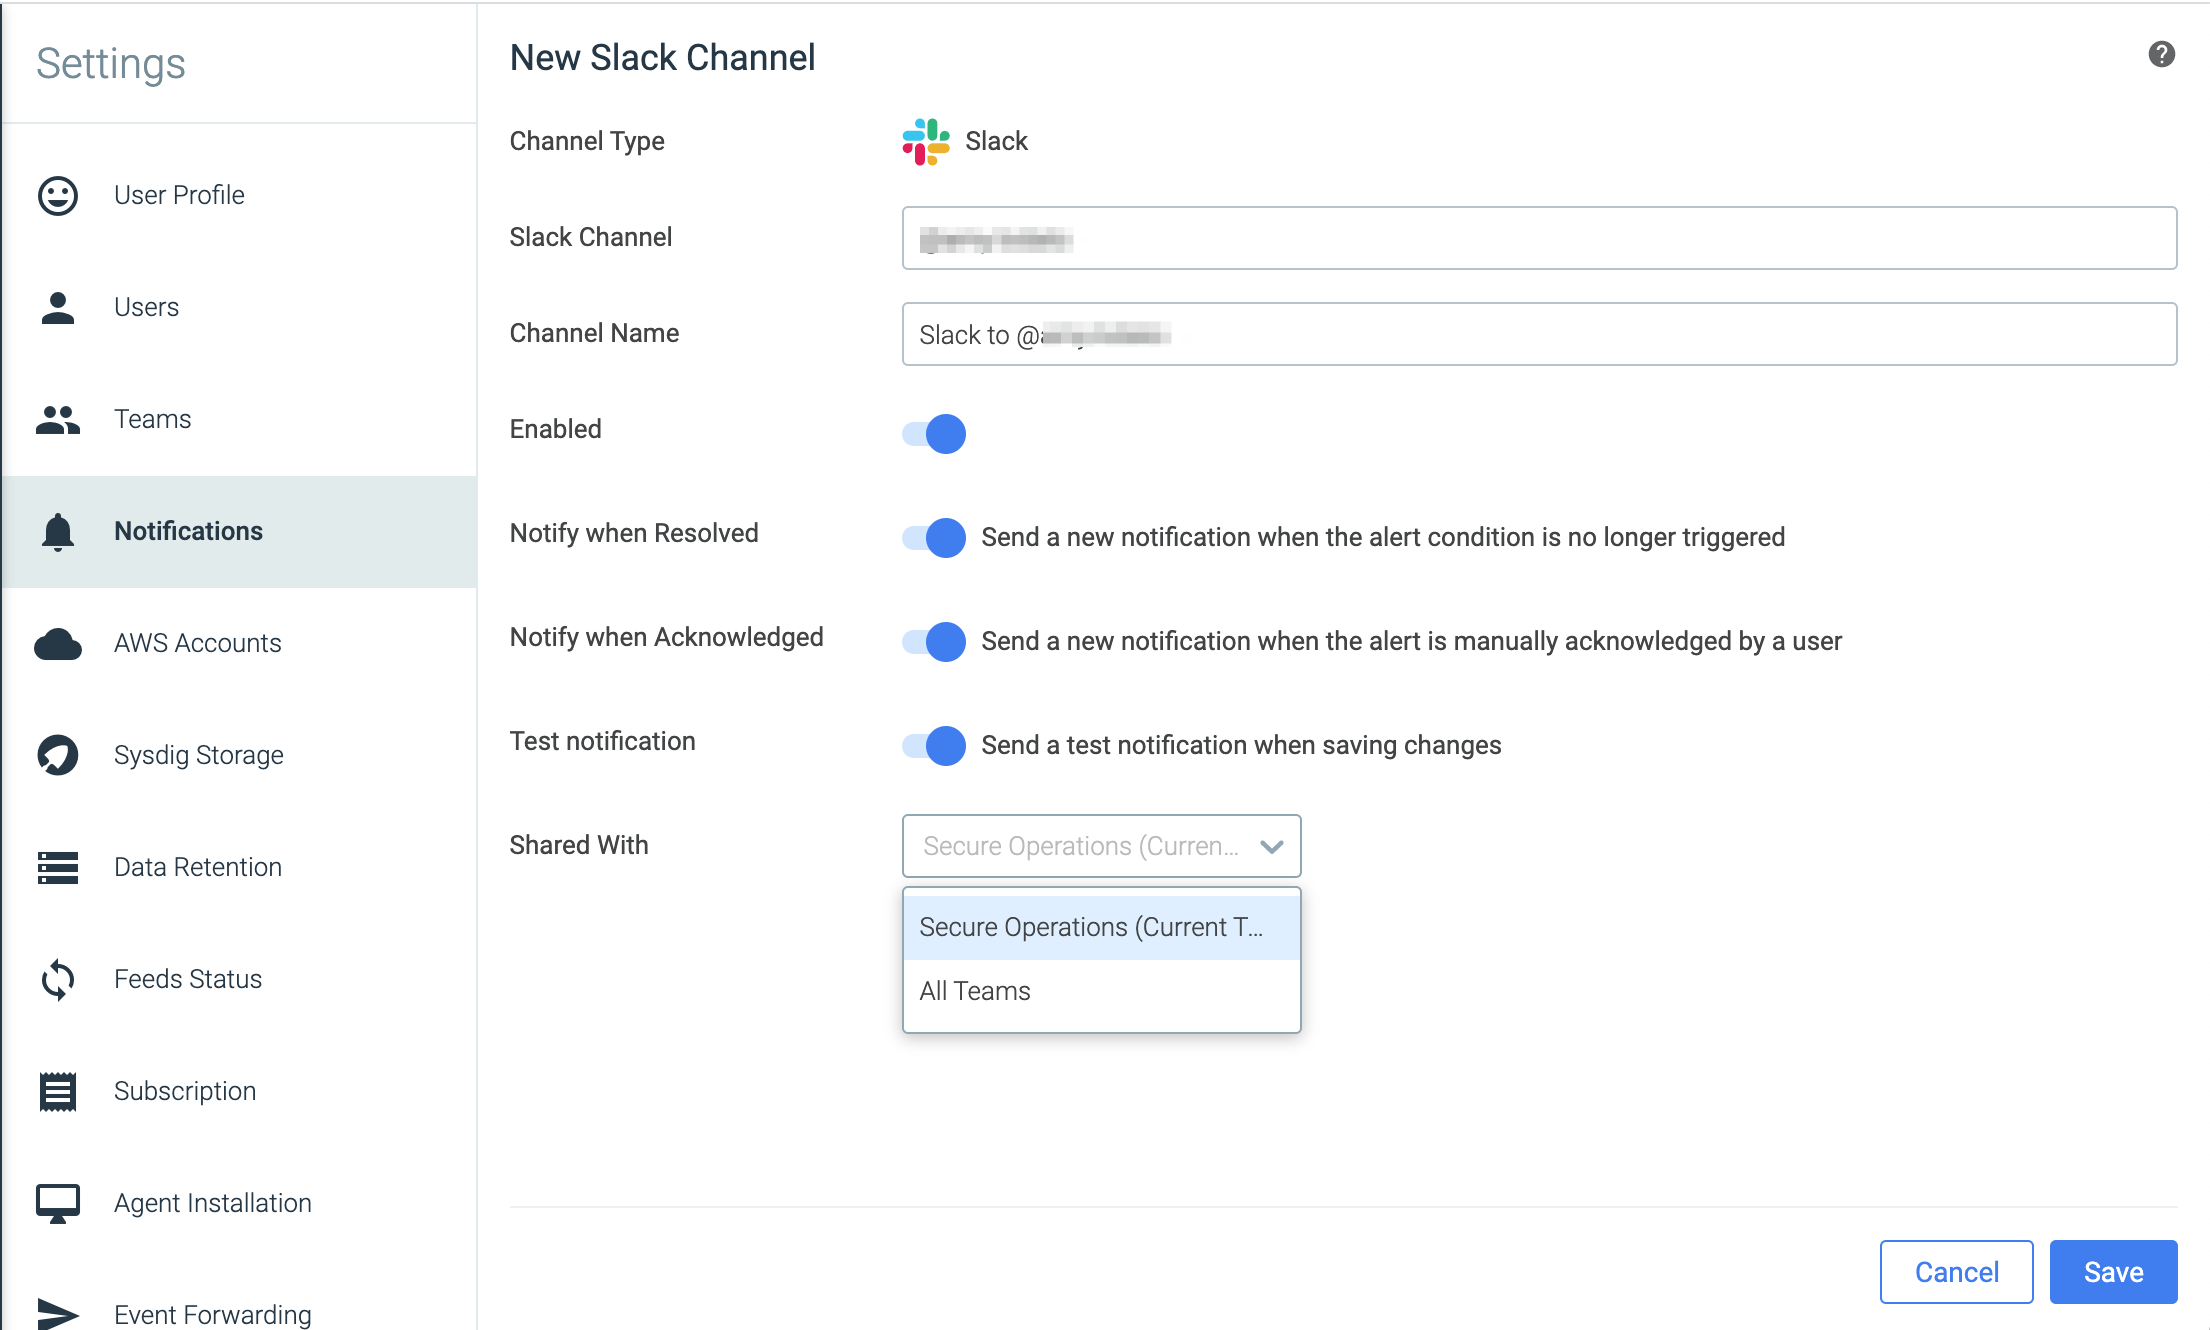 Settings
User Profile
Users
Teams
Notifications
AWS Accounts
Sysdig Storage
Data Retention
Feeds Status
Subscription
Agent Installation
Event Forwarding
New Slack Channel
?
Channel Type
Slack
Slack Channel
Channel Name
Slack to
Enabled
Notify when Resolved
Send a new notification when the alert condition is no longer triggered
Notify when Acknowledged
Send a new notification when the alert is manually acknowledged by a user
Test notification
Send a test notification when saving changes
Shared With
Secure Operations (Curren...
Secure Operations (Current T...
All Teams
Cancel
Save